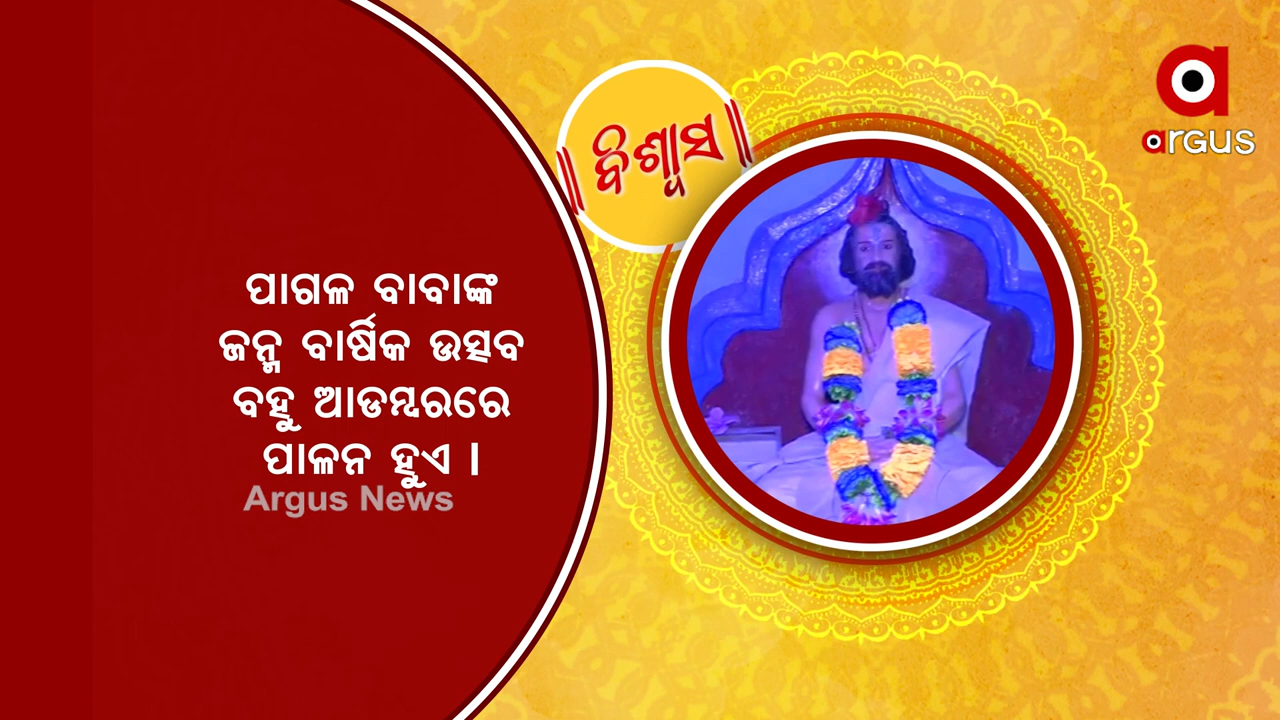 ପାଗଳ ବାବାଙ୍କ
ଜନ୍ମ ବାର୍ଷିକ ଉତ୍ସବ
ବହୁ ଆଡମ୍ବରରେ
ପାଳନ ହୁଏ ।
Argus News
॥ ବିଶ୍ୱାସ ॥
a
argus